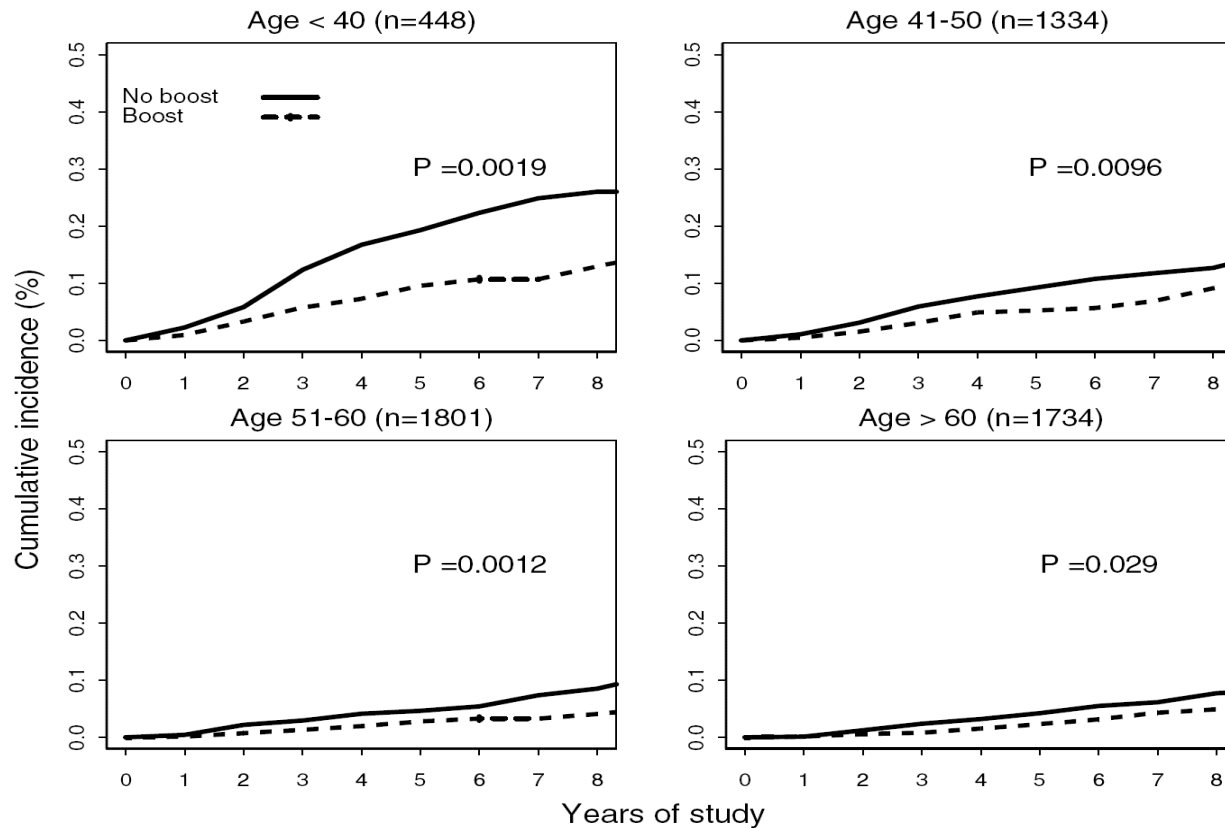 Age < 40 (n=448)
Age 41-50 (n=1334)
0.5
0.4
0.3
0.2
0.1
0.0
No boost
Boost
P =0.0019
0 1 2 3 4 5 6 7 8
0.5
0.4
0.3
0.2
0.1
0.0
P =0.0096
0 1 2 3 4 5 6 7 8
Cumulative incidence (%)
Age 51-60 (n=1801)
Age > 60 (n=1734)
0.5
0.4
0.3
0.2
0.1
0.0
P =0.0012
0 1 2 3 4 5 6 7 8
0.5
0.4
0.3
0.2
0.1
0.0
P =0.029
0 1 2 3 4 5 6 7 8
Years of study